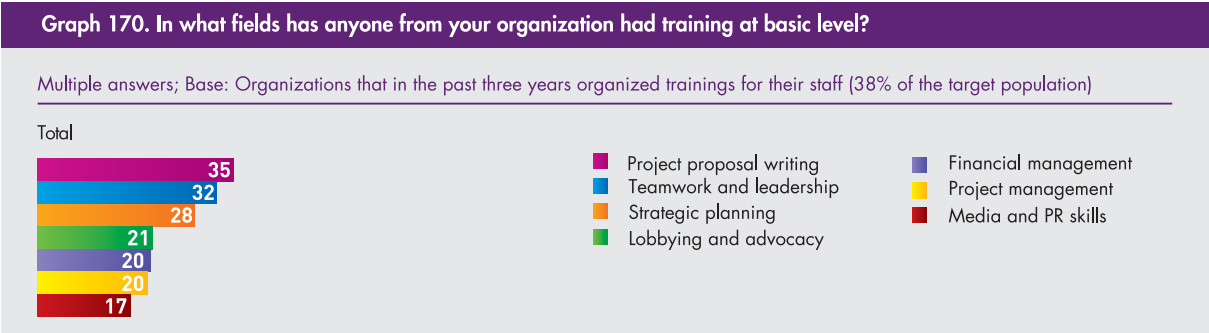 Graph 170. In what fields has anyone from your organization had training at basic level?
Multiple answers; Base: Organizations that in the past three years organized trainings for their staff (38% of the target population)
Total
35
32
28
21
20
20
17
Project proposal writing
Teamwork and leadership
Strategic planning
Lobbying and advocacy
Financial management
Project management
Media and PR skills